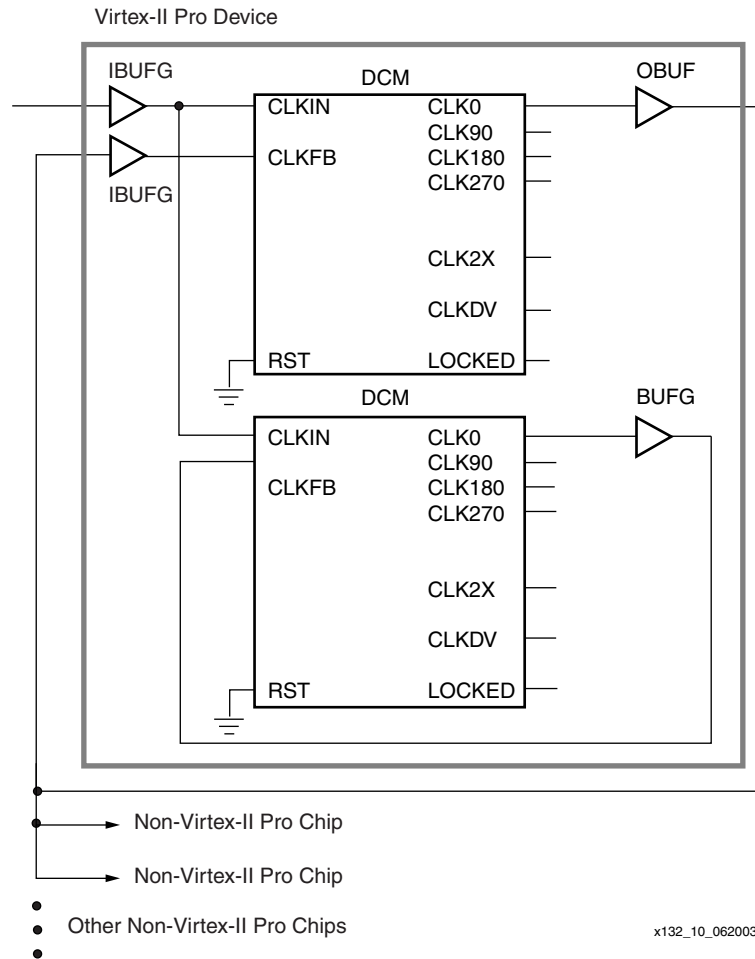 Virtex-II Pro Device
IBUFG
DCM
OBUF
CLKIN
CLK0
CLK90
CLKFB
CLK180
CLK270
IBUFG
CLK2X
CLKDV
RST
LOCKED
DCM
BUFG
CLKIN
CLK0
CLK90
CLKFB
CLK180
CLK270
CLK2X
CLKDV
RST
LOCKED
Non-Virtex-II Pro Chip
Non-Virtex-II Pro Chip
Other Non-Virtex-II Pro Chips
x132_10_062003